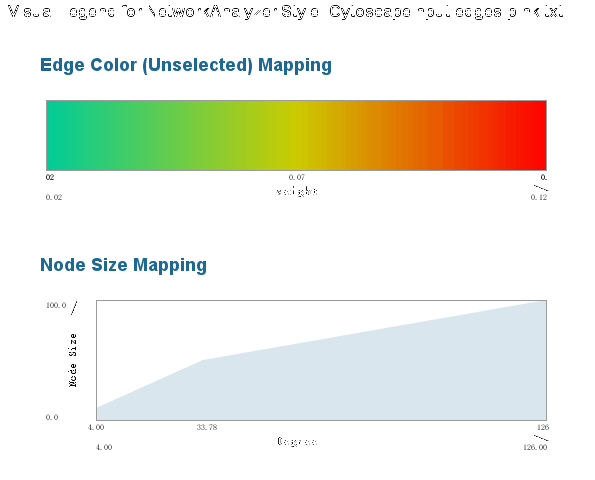 Visual Legend for NetworkAnalyzer Style-Cytoscapeinput edges pink.txt
Edge Color (Unselected) Mapping
02 0.07 0.
weight
0.02 0.12
Node Size Mapping
100.0
Node Size
0.0
4.00 33.78 126
Degree
4.00 126.00